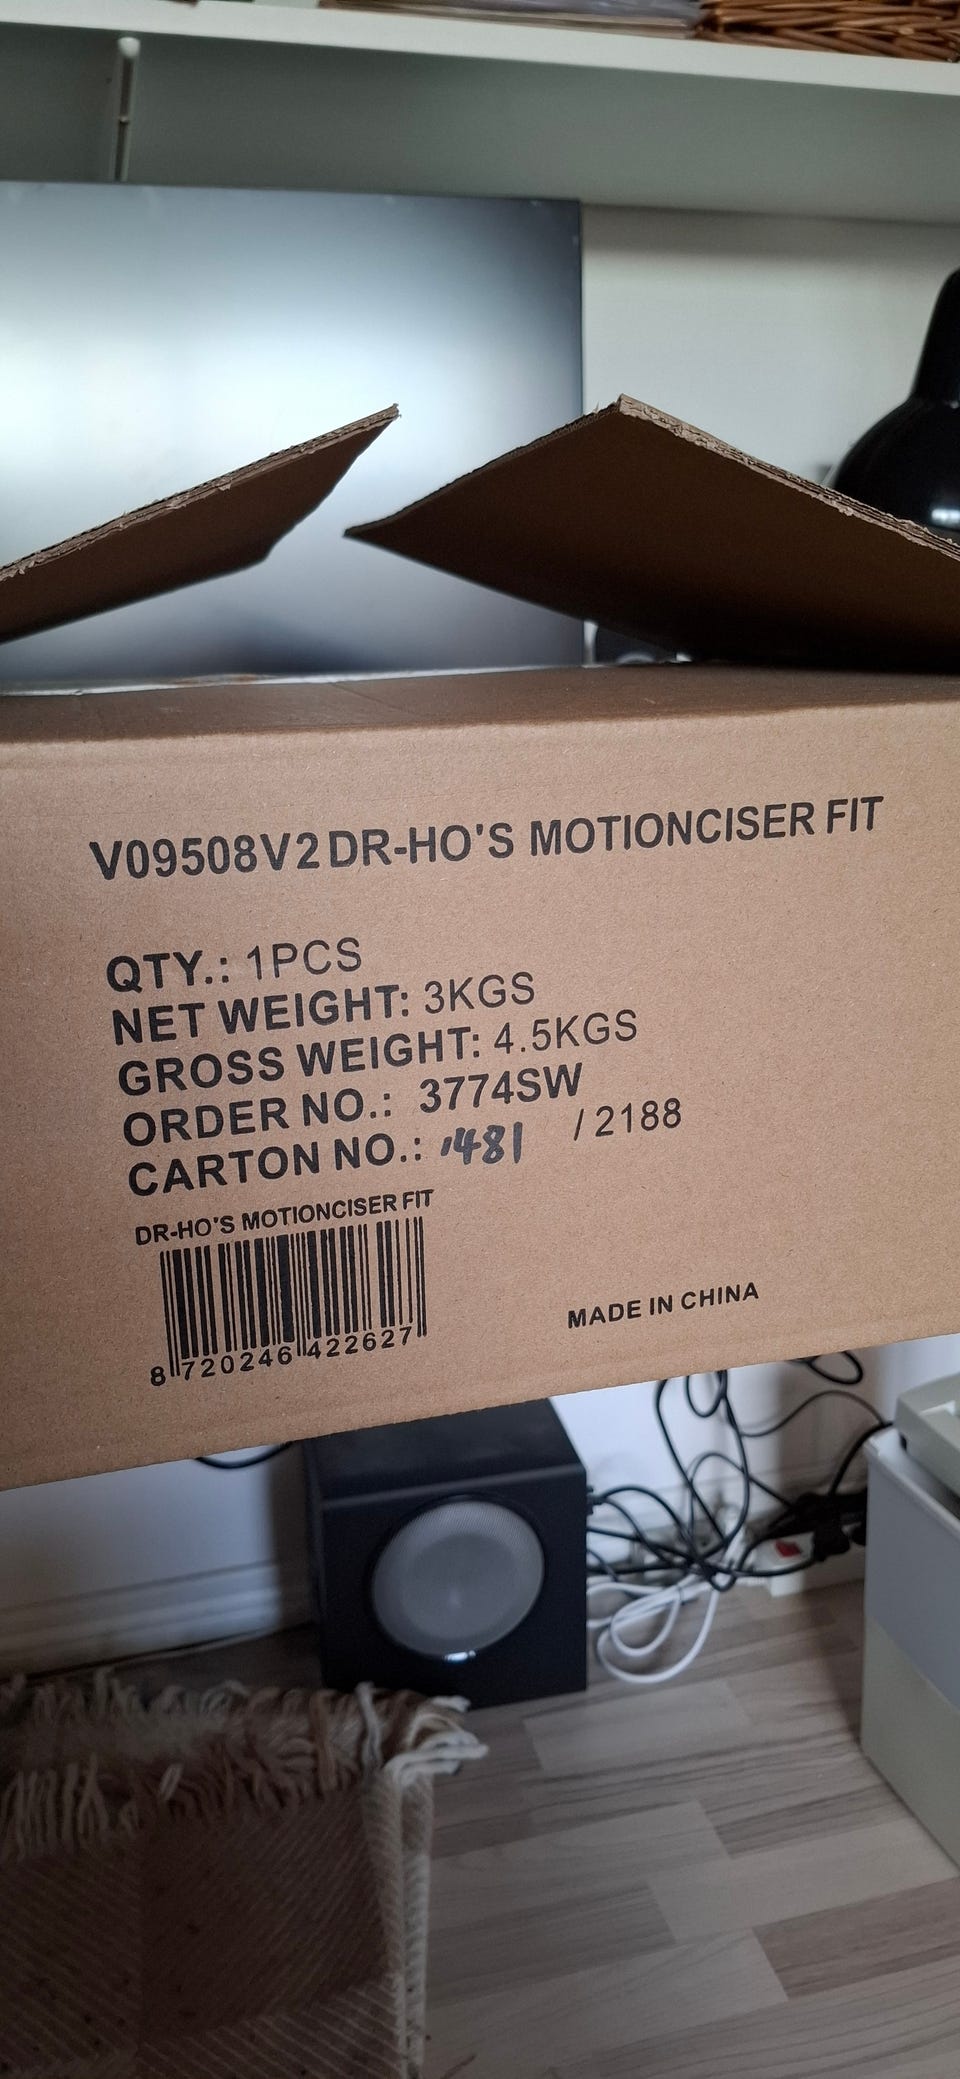 V09508V2 DR-HO'S MOTIONCISER FIT
QTY.: 1PCS
NET WEIGHT: 3KGS
GROSS WEIGHT: 4.5KGS
ORDER NO.: 3774SW
CARTON NO.: 1481 / 2188
DR-HO'S MOTIONCISER FIT
8 720246 422627
MADE IN CHINA